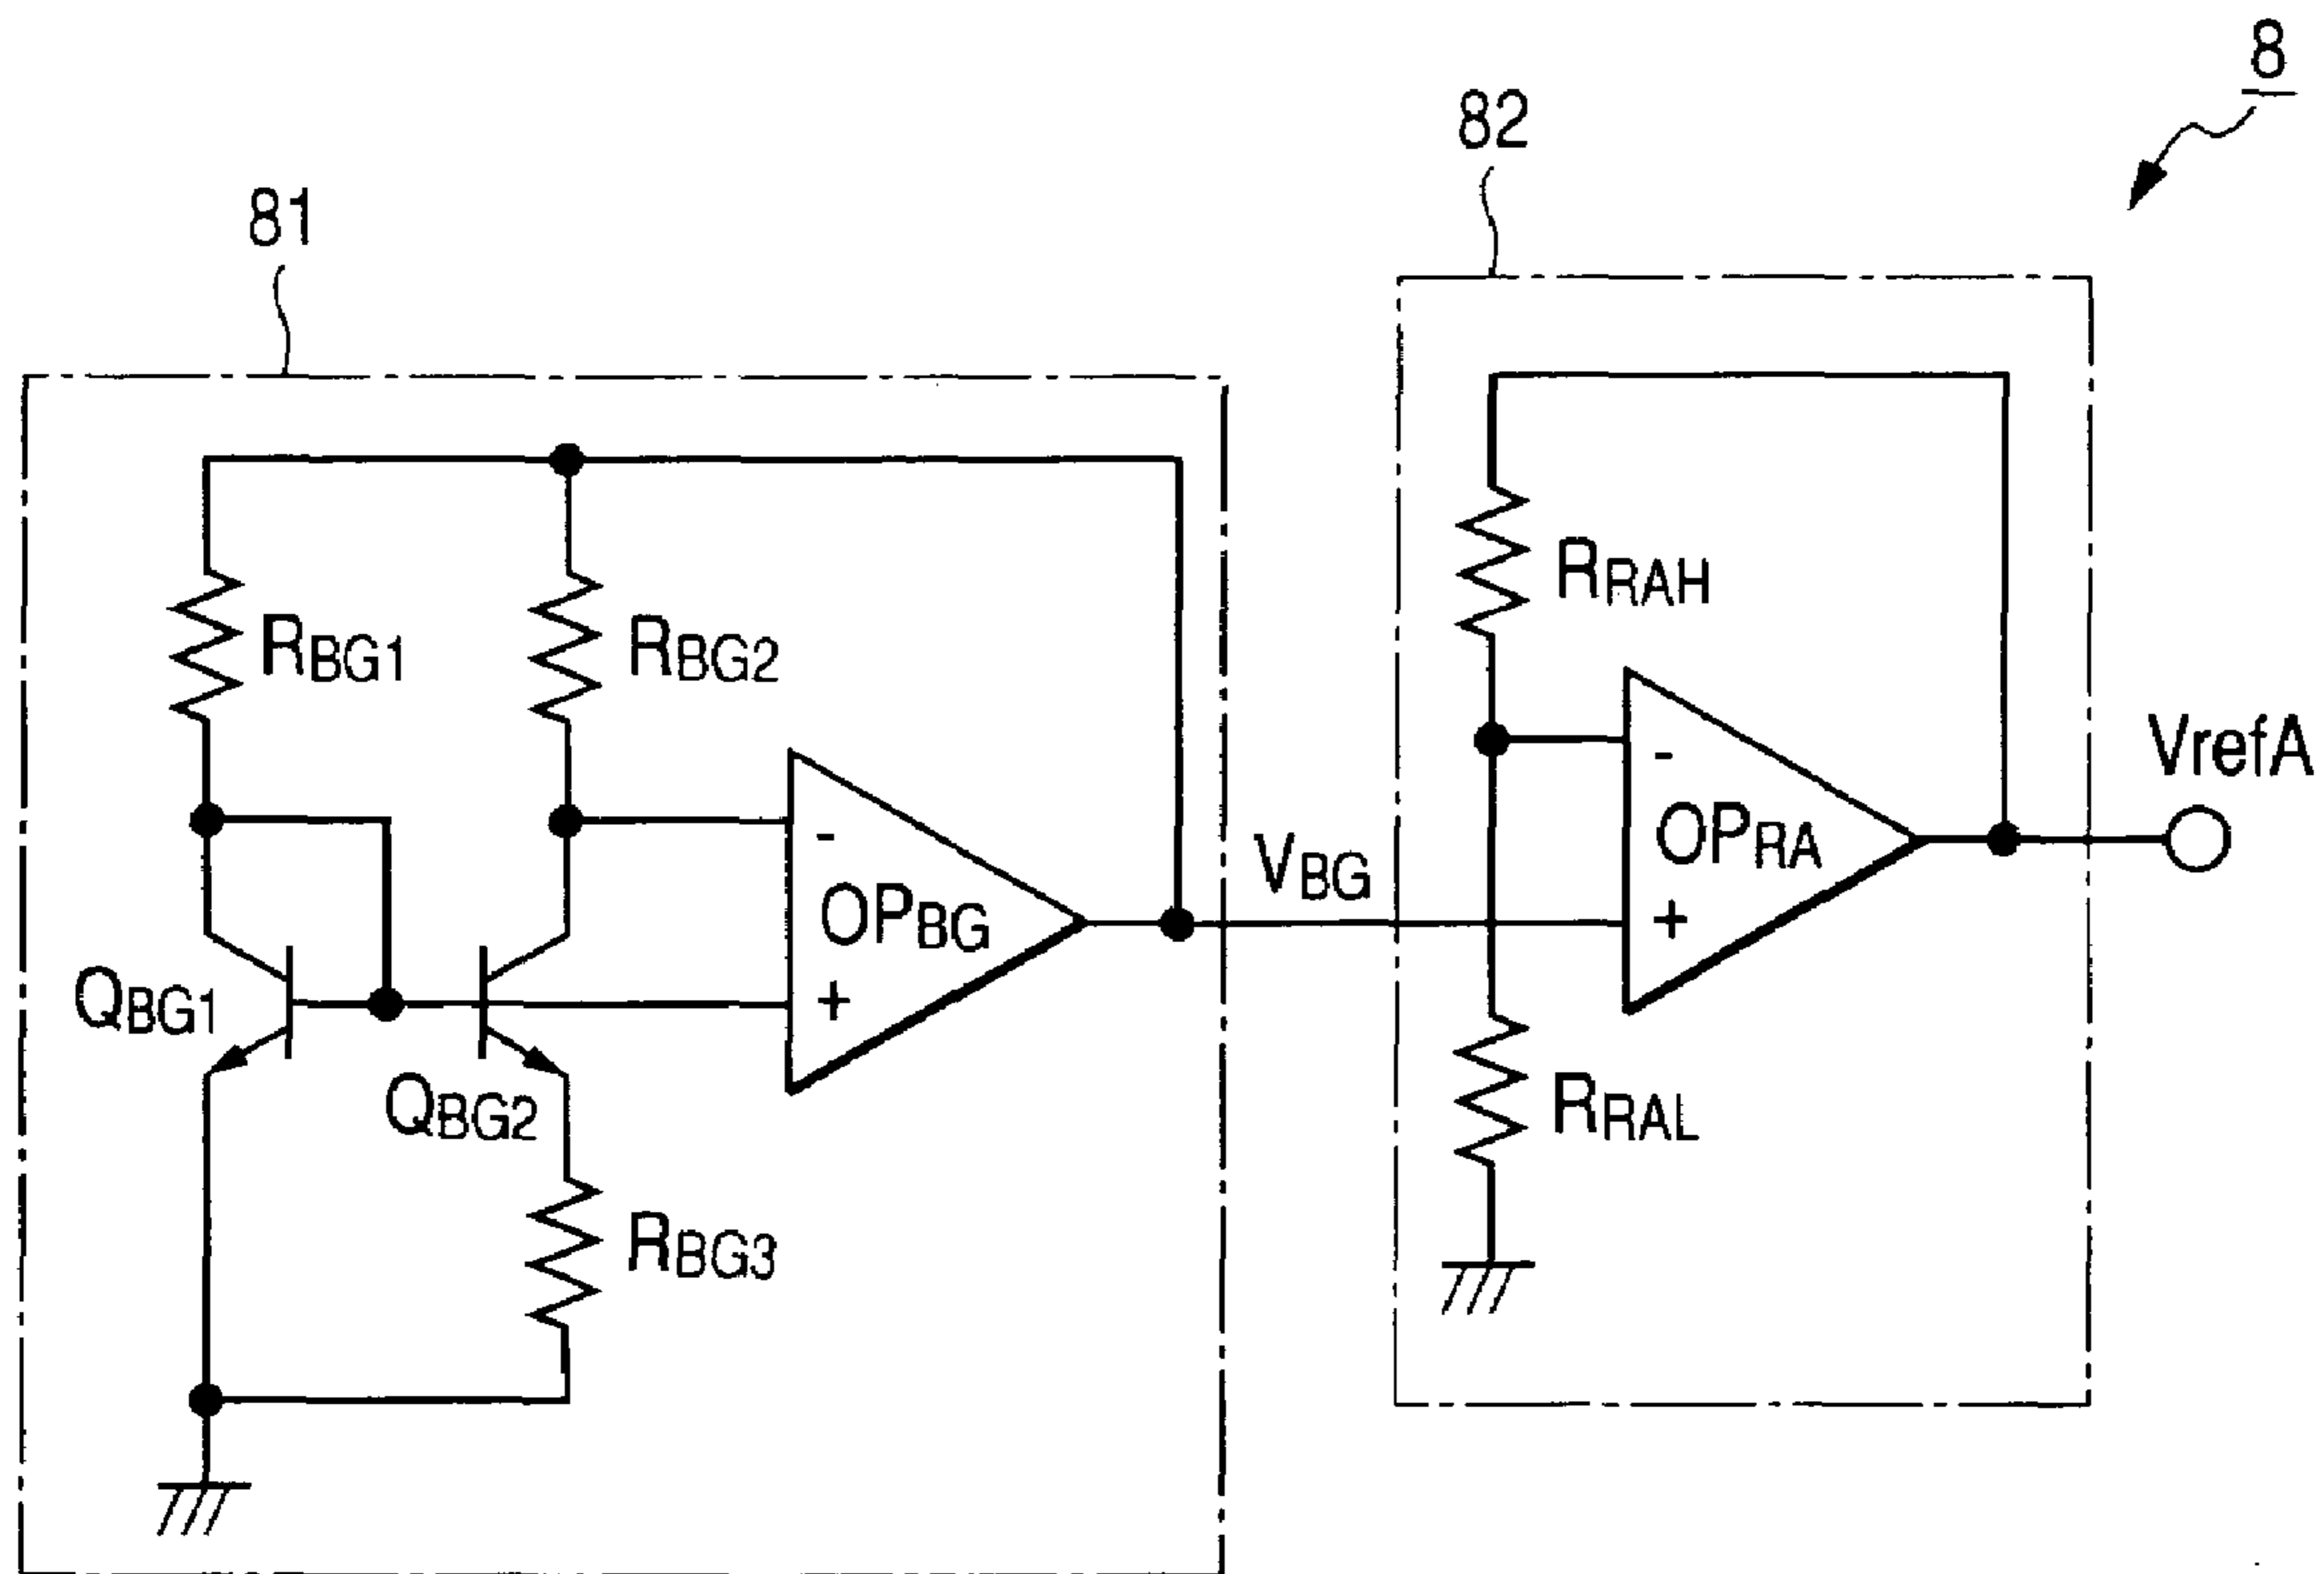 8
82
81
RRAH
RBG1
RBG2
VrefA
-
OPRA
+
-
OPBG
+
VBG
QBG1
QBG2
RRAL
RBG3